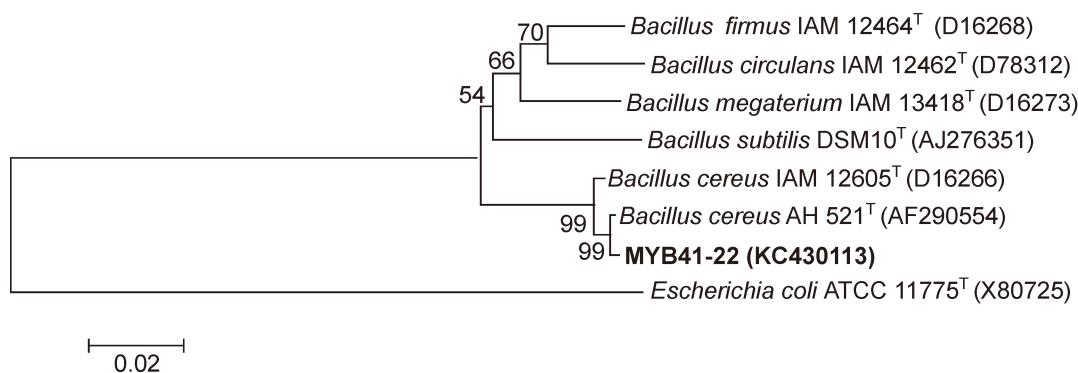 70 Bacillus firmus IAM 12464ᵀ (D16268)
66 Bacillus circulans IAM 12462ᵀ (D78312)
54 Bacillus megaterium IAM 13418ᵀ (D16273)
Bacillus subtilis DSM10ᵀ (AJ276351)
Bacillus cereus IAM 12605ᵀ (D16266)
99 Bacillus cereus AH 521ᵀ (AF290554)
99 MYB41-22 (KC430113)
Escherichia coli ATCC 11775ᵀ (X80725)
0.02